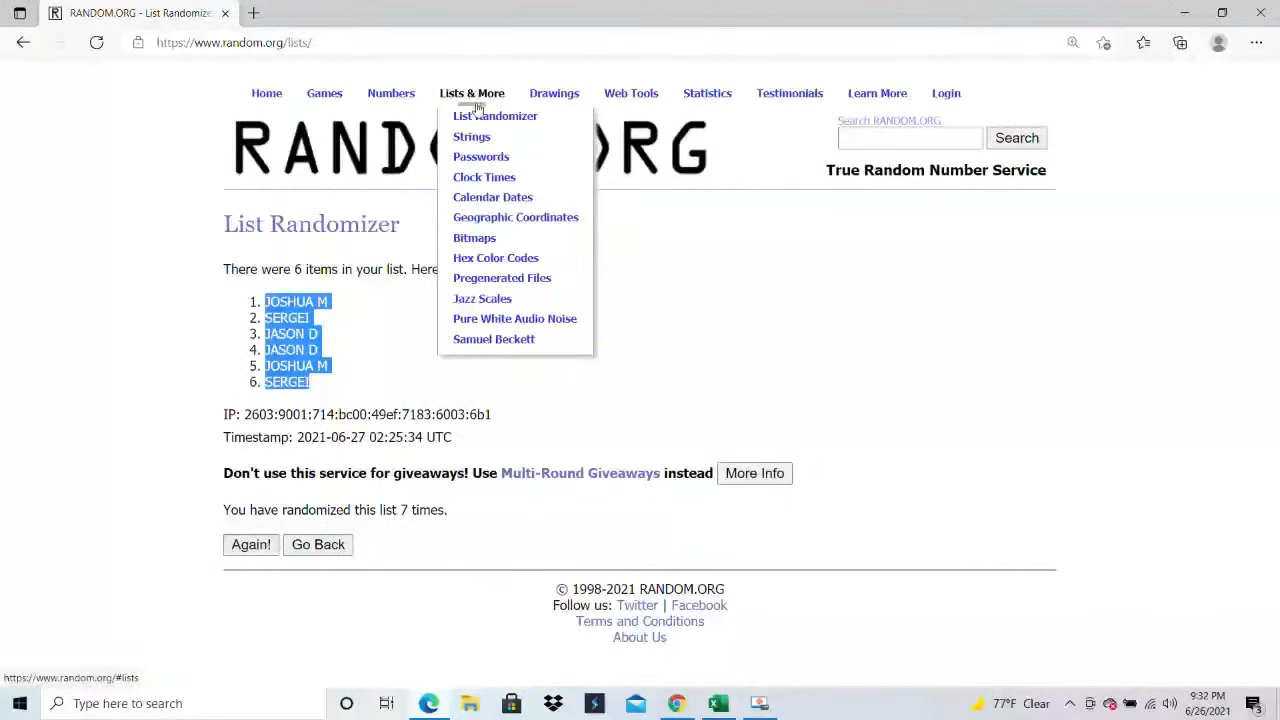 RANDOM.ORG - List Randomizer
https://www.random.org/lists/
Home Games Numbers Lists & More Drawings Web Tools Statistics Testimonials Learn More Login
List Randomizer
Strings
Passwords
Clock Times
Calendar Dates
Geographic Coordinates
Bitmaps
Hex Color Codes
Pregenerated Files
Jazz Scales
Pure White Audio Noise
Samuel Beckett
RAND ORG
Search RANDOM.ORG
Search
True Random Number Service
List Randomizer
There were 6 items in your list. Here
1. JOSHUA M
2. SERGEI
3. JASON D
4. JASON D
5. JOSHUA M
6. SERGEI
IP: 2603:9001:714:bc00:49ef:7183:6003:6b1
Timestamp: 2021-06-27 02:25:34 UTC
Don't use this service for giveaways! Use Multi-Round Giveaways instead More Info
You have randomized this list 7 times.
Again! Go Back
© 1998-2021 RANDOM.ORG
Follow us: Twitter | Facebook
Terms and Conditions
About Us
https://www.random.org/#lists
Type here to search
77°F Clear
9:32 PM
6/26/2021
3